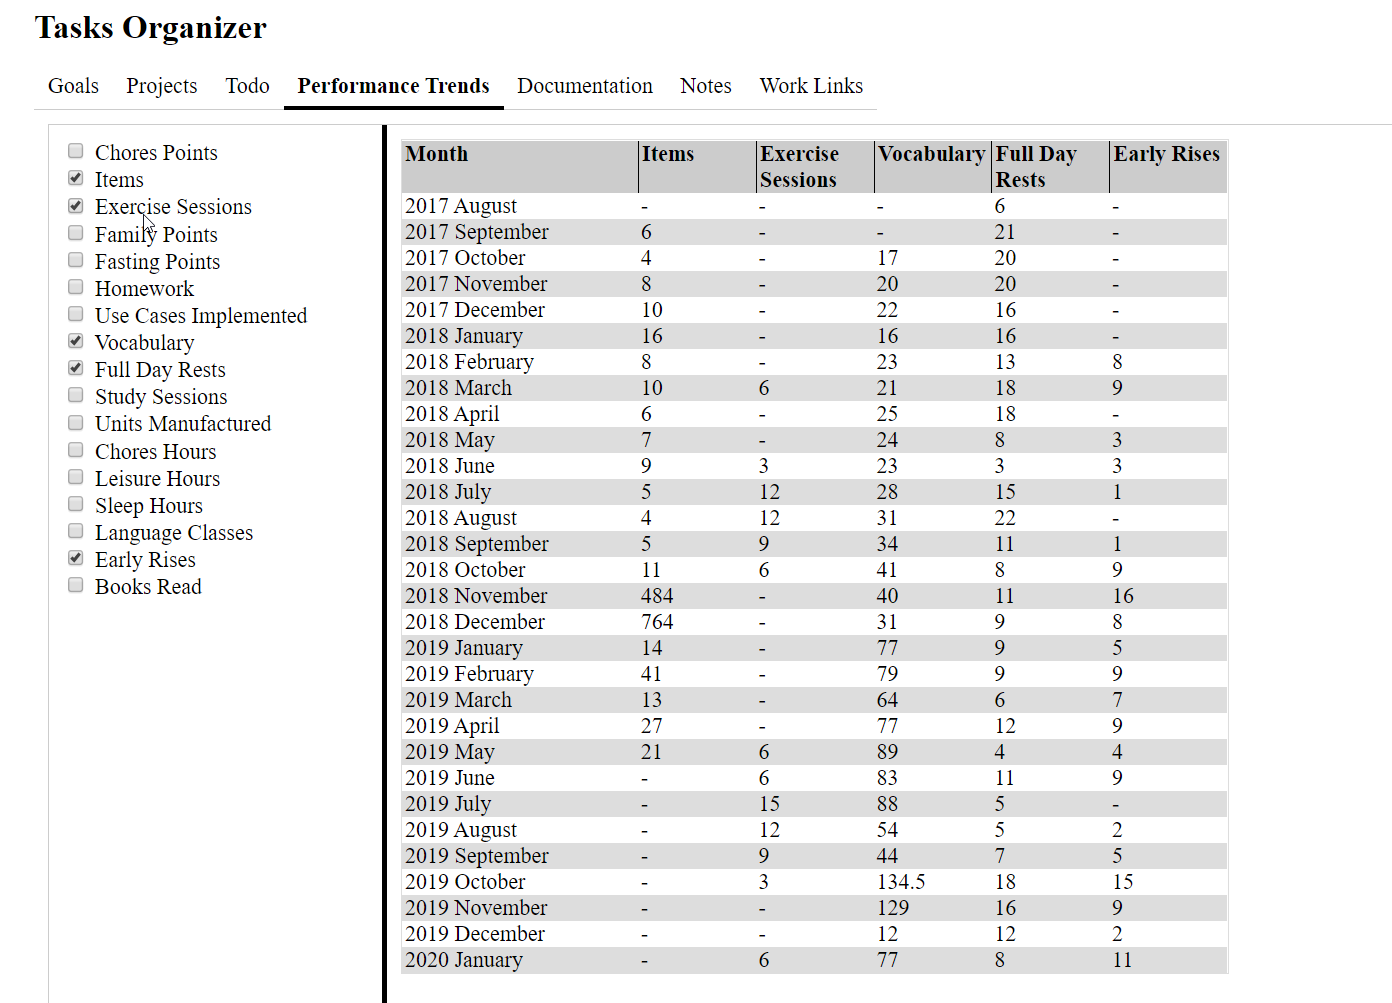 Tasks Organizer
Goals Projects Todo Performance Trends Documentation Notes Work Links
Chores Points
Items
Exercise Sessions
Family Points
Fasting Points
Homework
Use Cases Implemented
Vocabulary
Full Day Rests
Study Sessions
Units Manufactured
Chores Hours
Leisure Hours
Sleep Hours
Language Classes
Early Rises
Books Read
Month Items Exercise Sessions Vocabulary Full Day Rests Early Rises
2017 August - - - 6 -
2017 September 6 - - 21 -
2017 October 4 - 17 20 -
2017 November 8 - 20 20 -
2017 December 10 - 22 16 -
2018 January 16 - 16 16 -
2018 February 8 - 23 13 8
2018 March 10 6 21 18 9
2018 April 6 - 25 18 -
2018 May 7 - 24 8 3
2018 June 9 3 23 3 3
2018 July 5 12 28 15 1
2018 August 4 12 31 22 -
2018 September 5 9 34 11 1
2018 October 11 6 41 8 9
2018 November 484 - 40 11 16
2018 December 764 - 31 9 8
2019 January 14 - 77 9 5
2019 February 41 - 79 9 9
2019 March 13 - 64 6 7
2019 April 27 - 77 12 9
2019 May 21 6 89 4 4
2019 June - 6 83 11 9
2019 July - 15 88 5 -
2019 August - 12 54 5 2
2019 September - 9 44 7 5
2019 October - 3 134.5 18 15
2019 November - - 129 16 9
2019 December - - 12 12 2
2020 January - 6 77 8 11